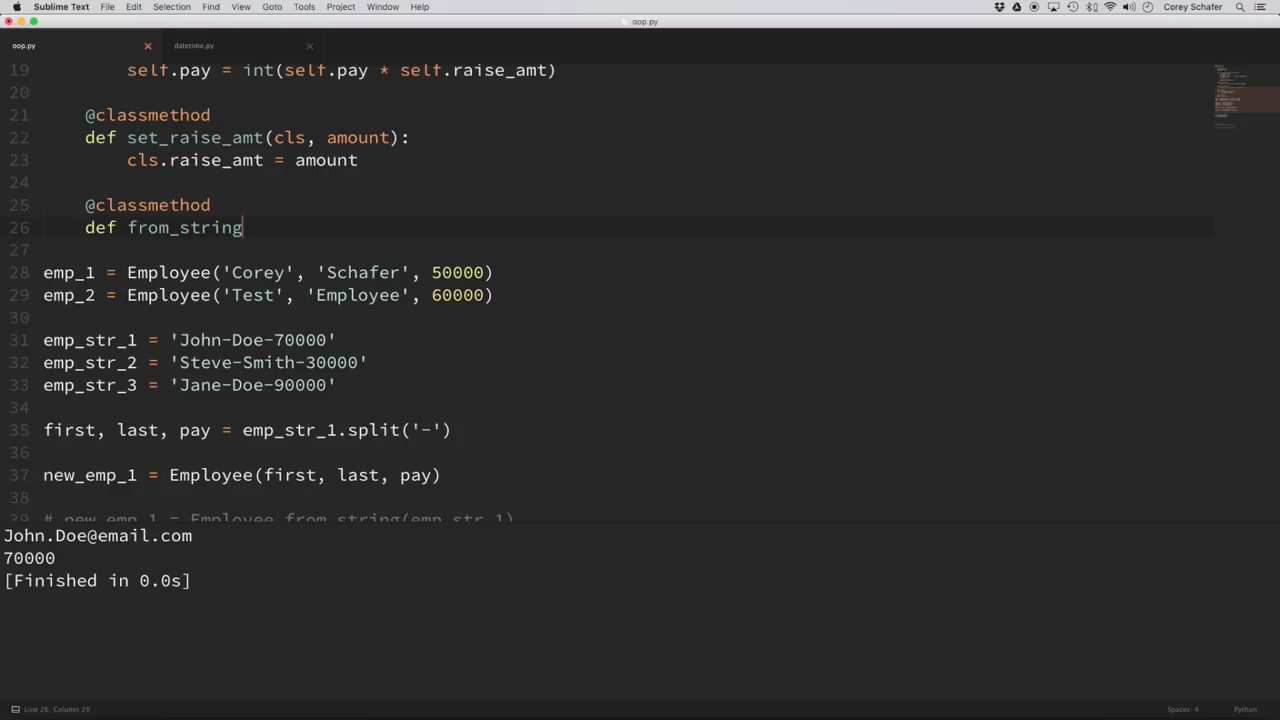 Sublime Text File Edit Selection Find View Goto Tools Project Window Help Corey Schafer
oop.py
oop.py datetime.py
19 self.pay = int(self.pay * self.raise_amt)
20
21 @classmethod
22 def set_raise_amt(cls, amount):
23 cls.raise_amt = amount
24
25 @classmethod
26 def from_string
27
28 emp_1 = Employee('Corey', 'Schafer', 50000)
29 emp_2 = Employee('Test', 'Employee', 60000)
30
31 emp_str_1 = 'John-Doe-70000'
32 emp_str_2 = 'Steve-Smith-30000'
33 emp_str_3 = 'Jane-Doe-90000'
34
35 first, last, pay = emp_str_1.split('-')
36
37 new_emp_1 = Employee(first, last, pay)
38
39 # new_emp_1 = Employee.from_string(emp_str_1)
John.Doe@email.com
70000
[Finished in 0.0s]
Line 26, Column 20 Spaces: 4 Python